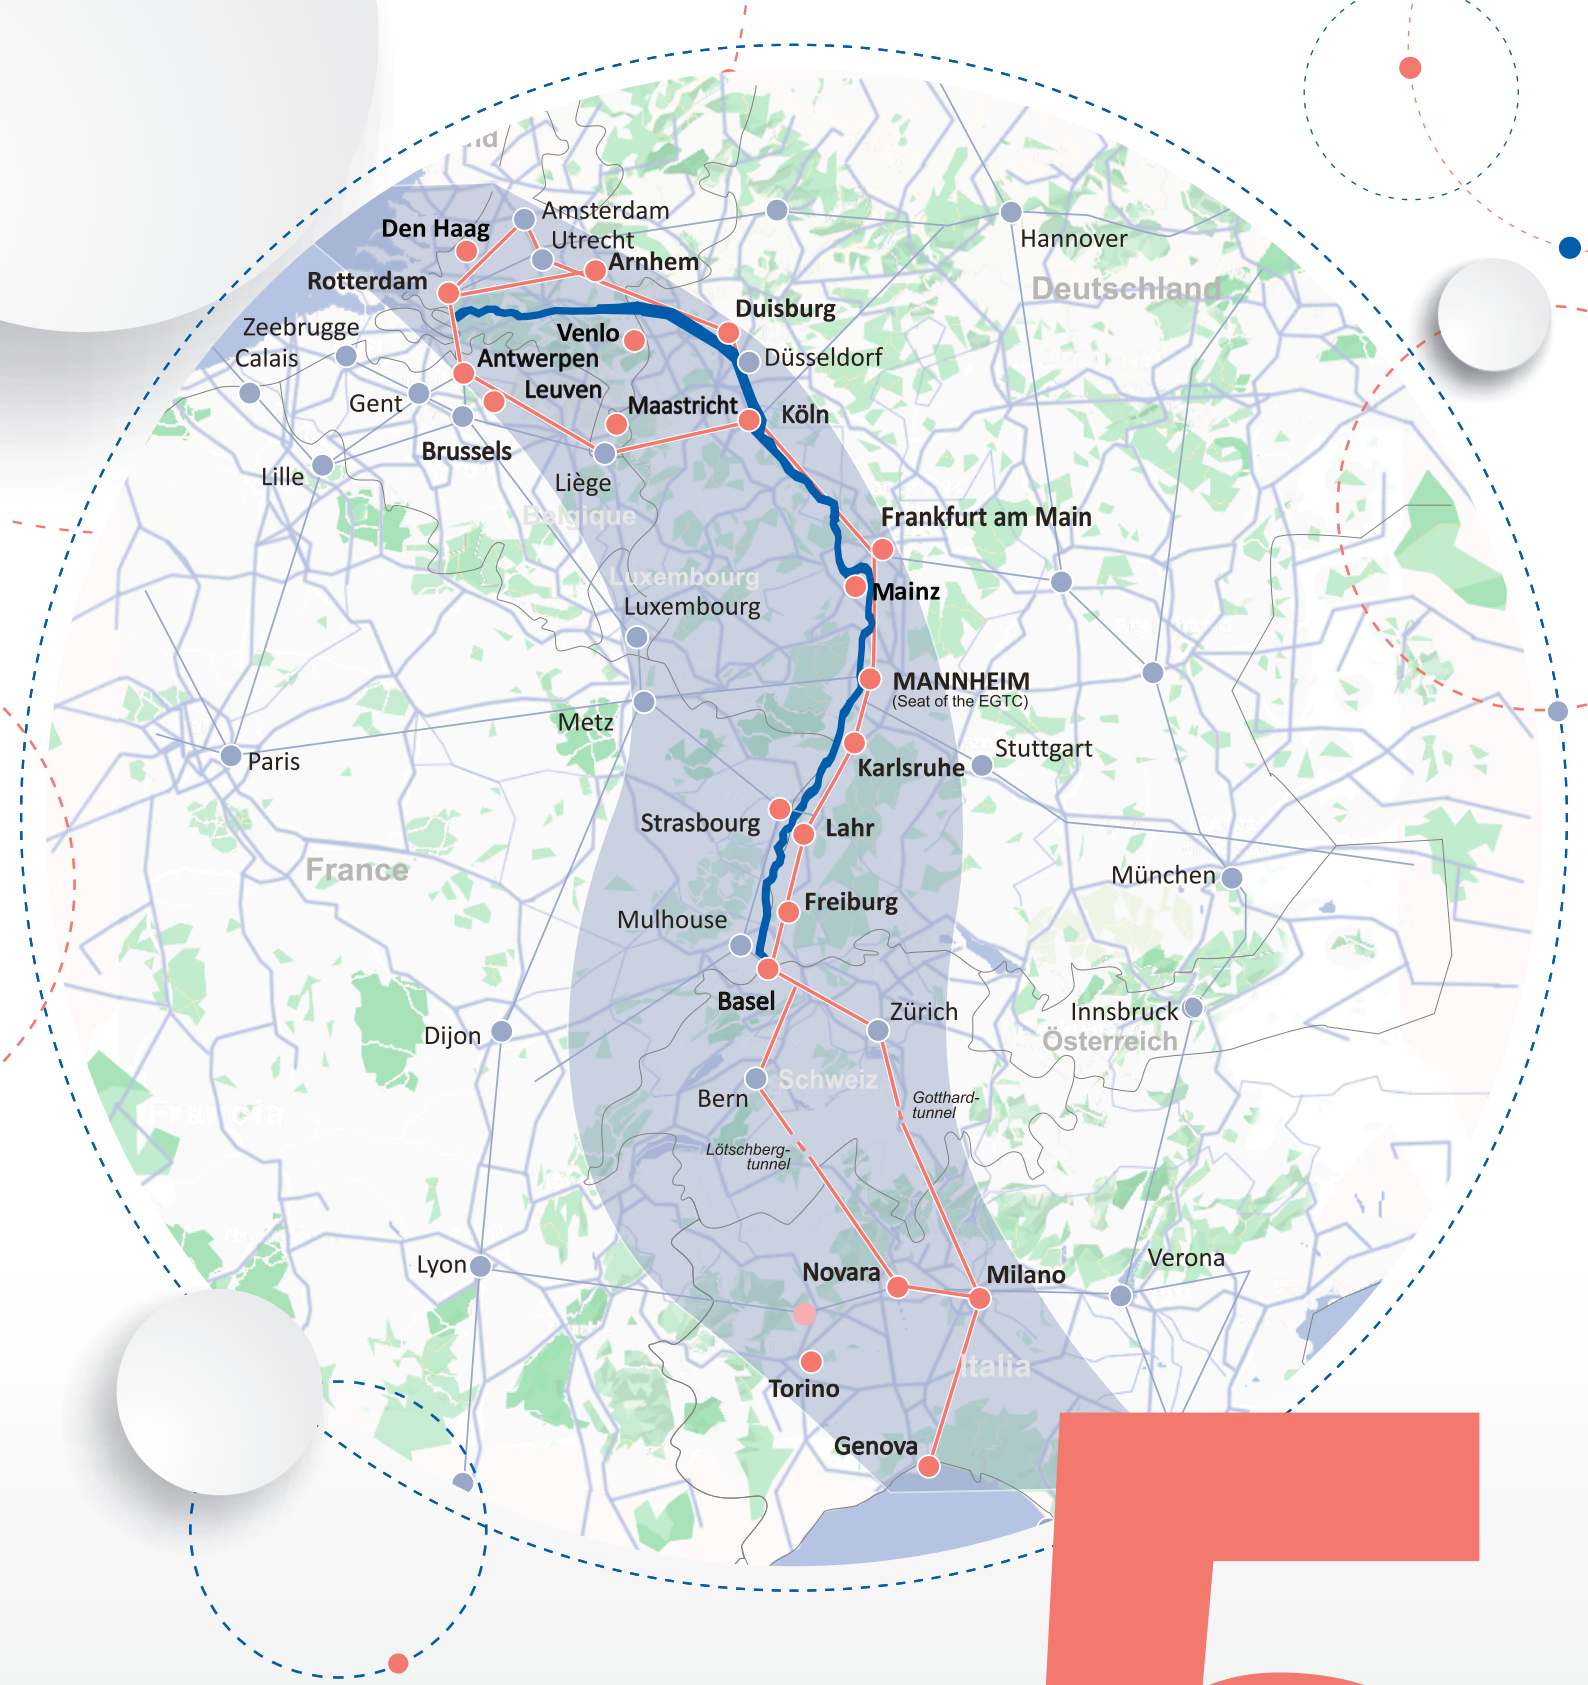 Amsterdam
Den Haag
Utrecht
Hannover
Arnhem
Rotterdam
Deutschland
Duisburg
Zeebrugge
Venlo
Calais
Antwerpen
Düsseldorf
Leuven
Gent
Maastricht
Köln
Brussels
Lille
Liège
Belgique
Frankfurt am Main
Luxembourg
Luxembourg
Mainz
MANNHEIM
(Seat of the EGTC)
Metz
Stuttgart
Paris
Karlsruhe
Strasbourg
Lahr
France
München
Freiburg
Mulhouse
Basel
Zürich
Innsbruck
Dijon
Österreich
Schweiz
Bern
Gotthard-
tunnel
Francia
Lötschberg-
tunnel
Verona
Lyon
Novara
Milano
Italia
Torino
Genova